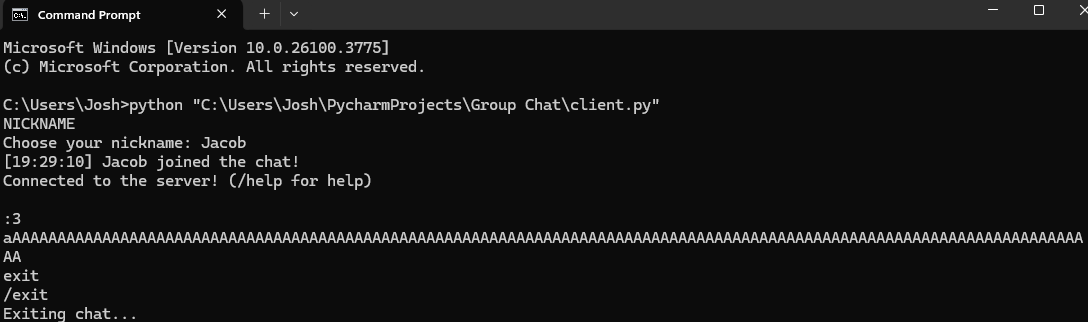 Command Prompt
Microsoft Windows [Version 10.0.26100.3775]
(c) Microsoft Corporation. All rights reserved.
C:\Users\Josh>python "C:\Users\Josh\PycharmProjects\Group Chat\client.py"
NICKNAME
Choose your nickname: Jacob
[19:29:10] Jacob joined the chat!
Connected to the server! (/help for help)
:3
aAAAAAAAAAAAAAAAAAAAAAAAAAAAAAAAAAAAAAAAAAAAAAAAAAAAAAAAAAAAAAAAAAAAAAAAAAAAAAAAAAAAAAAAAAAAAAAAAAAAAAAAAAAAAAAAAAAAAAA
AA
exit
/exit
Exiting chat...